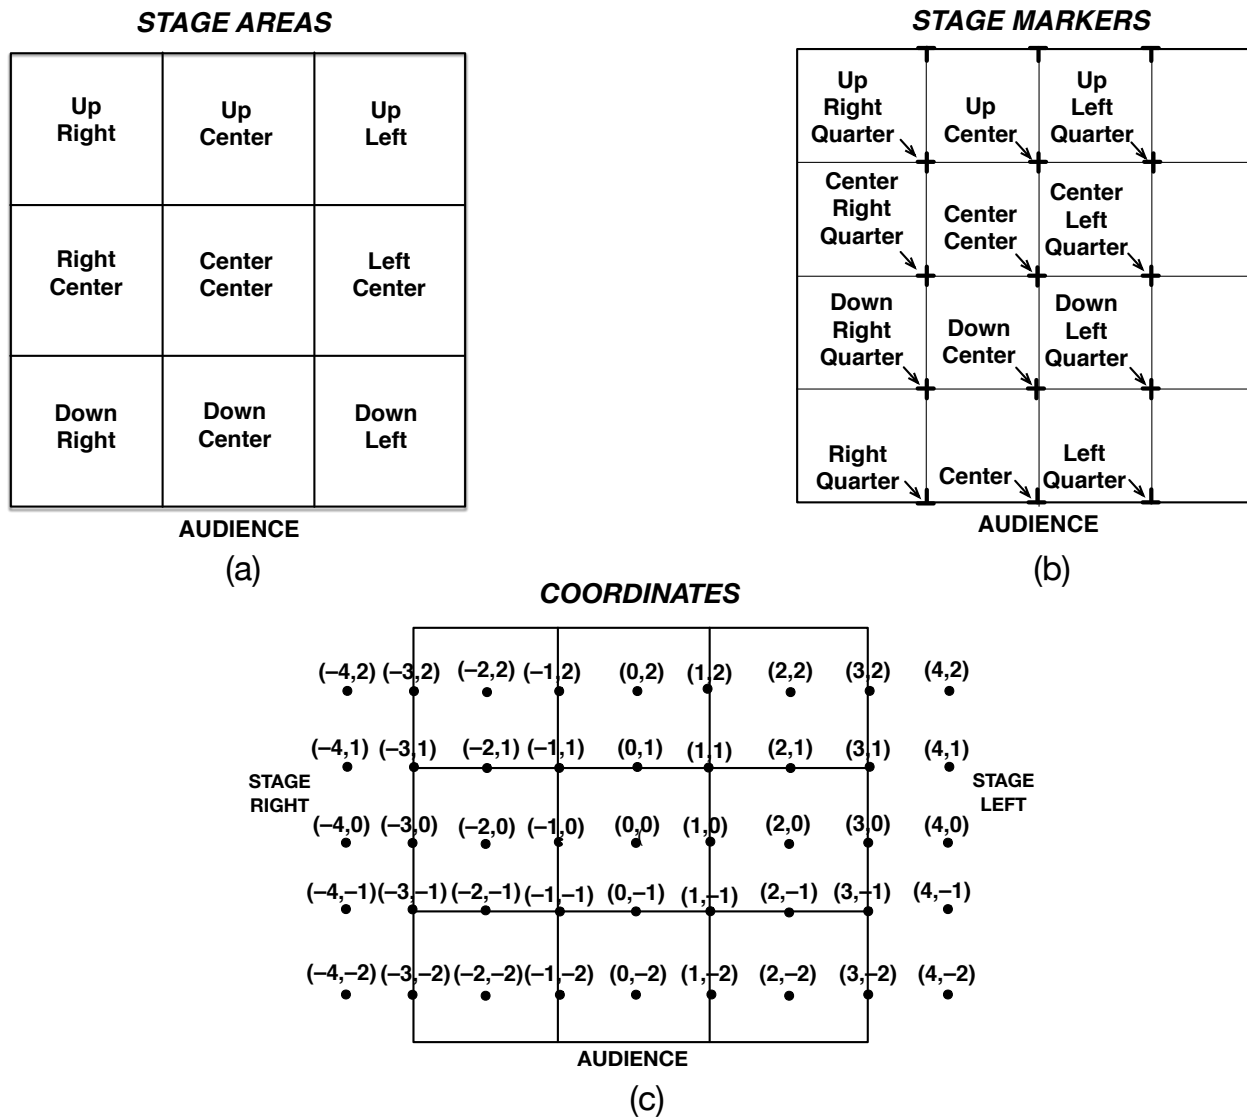 STAGE AREAS
Up
Right
Up
Center
Up
Left
Right
Center
Center
Center
Left
Center
Down
Right
Down
Center
Down
Left
AUDIENCE
(a)
STAGE MARKERS
Up
Right
Quarter
Up
Center
Up
Left
Quarter
Center
Right
Quarter
Center
Center
Center
Left
Quarter
Down
Right
Quarter
Down
Center
Down
Left
Quarter
Right
Quarter
Center
Left
Quarter
AUDIENCE
(b)
COORDINATES
(–4,2) (–3,2) (–2,2) (–1,2) (0,2) (1,2) (2,2) (3,2) (4,2)
(–4,1) (–3,1) (–2,1) (–1,1) (0,1) (1,1) (2,1) (3,1) (4,1)
STAGE
RIGHT
STAGE
LEFT
(–4,0) (–3,0) (–2,0) (–1,0) (0,0) (1,0) (2,0) (3,0) (4,0)
(–4,–1) (–3,–1) (–2,–1) (–1,–1) (0,–1) (1,–1) (2,–1) (3,–1) (4,–1)
(–4,–2) (–3,–2) (–2,–2) (–1,–2) (0,–2) (1,–2) (2,–2) (3,–2) (4,–2)
AUDIENCE
(c)